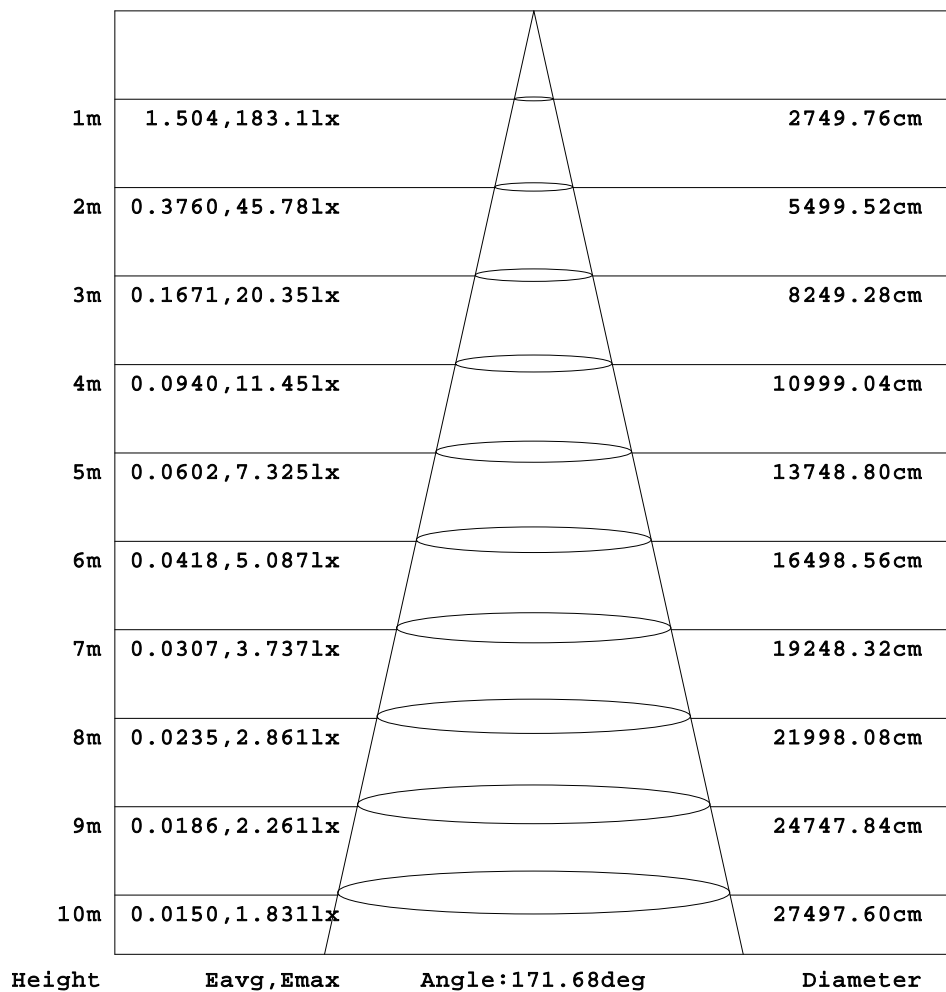 1m 1.504,183.1lx 2749.76cm
2m 0.3760,45.78lx 5499.52cm
3m 0.1671,20.35lx 8249.28cm
4m 0.0940,11.45lx 10999.04cm
5m 0.0602,7.325lx 13748.80cm
6m 0.0418,5.087lx 16498.56cm
7m 0.0307,3.737lx 19248.32cm
8m 0.0235,2.861lx 21998.08cm
9m 0.0186,2.261lx 24747.84cm
10m 0.0150,1.831lx 27497.60cm
Height Eavg,Emax Angle:171.68deg Diameter